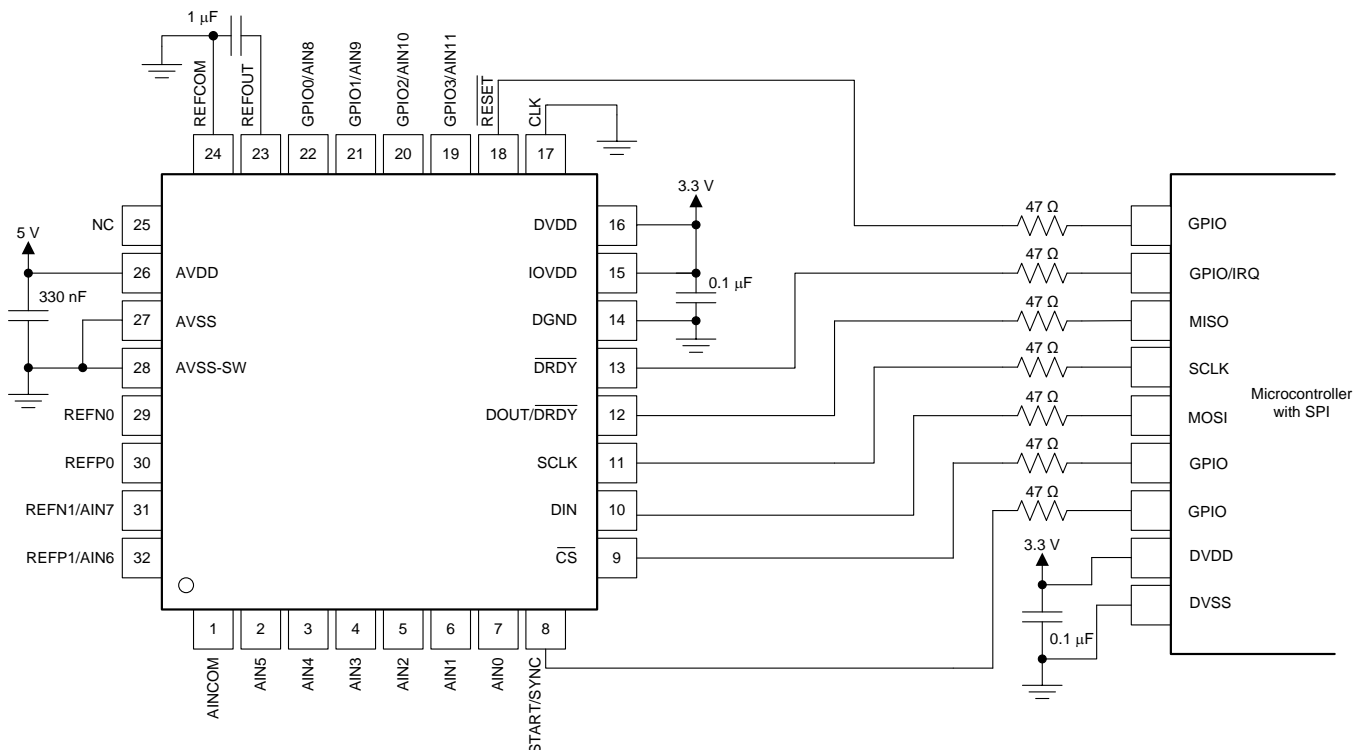 1 μF
REFCOM
REFOUT
GPIO0/AIN8
GPIO1/AIN9
GPIO2/AIN10
GPIO3/AIN11
RESET
CLK
24
23
22
21
20
19
18
17
NC
25
5 V
AVDD
26
330 nF
AVSS
27
AVSS-SW
28
REFN0
29
REFP0
30
REFN1/AIN7
31
REFP1/AIN6
32
3.3 V
DVDD
16
IOVDD
15
0.1 μF
DGND
14
DRDY
13
DOUT/DRDY
12
SCLK
11
DIN
10
CS
9
1
2
3
4
5
6
7
8
AINCOM
AIN5
AIN4
AIN3
AIN2
AIN1
AIN0
START/SYNC
47 Ω
GPIO
47 Ω
GPIO/IRQ
47 Ω
MISO
47 Ω
SCLK
47 Ω
MOSI
47 Ω
GPIO
47 Ω
GPIO
3.3 V
DVDD
DVSS
0.1 μF
Microcontroller
with SPI